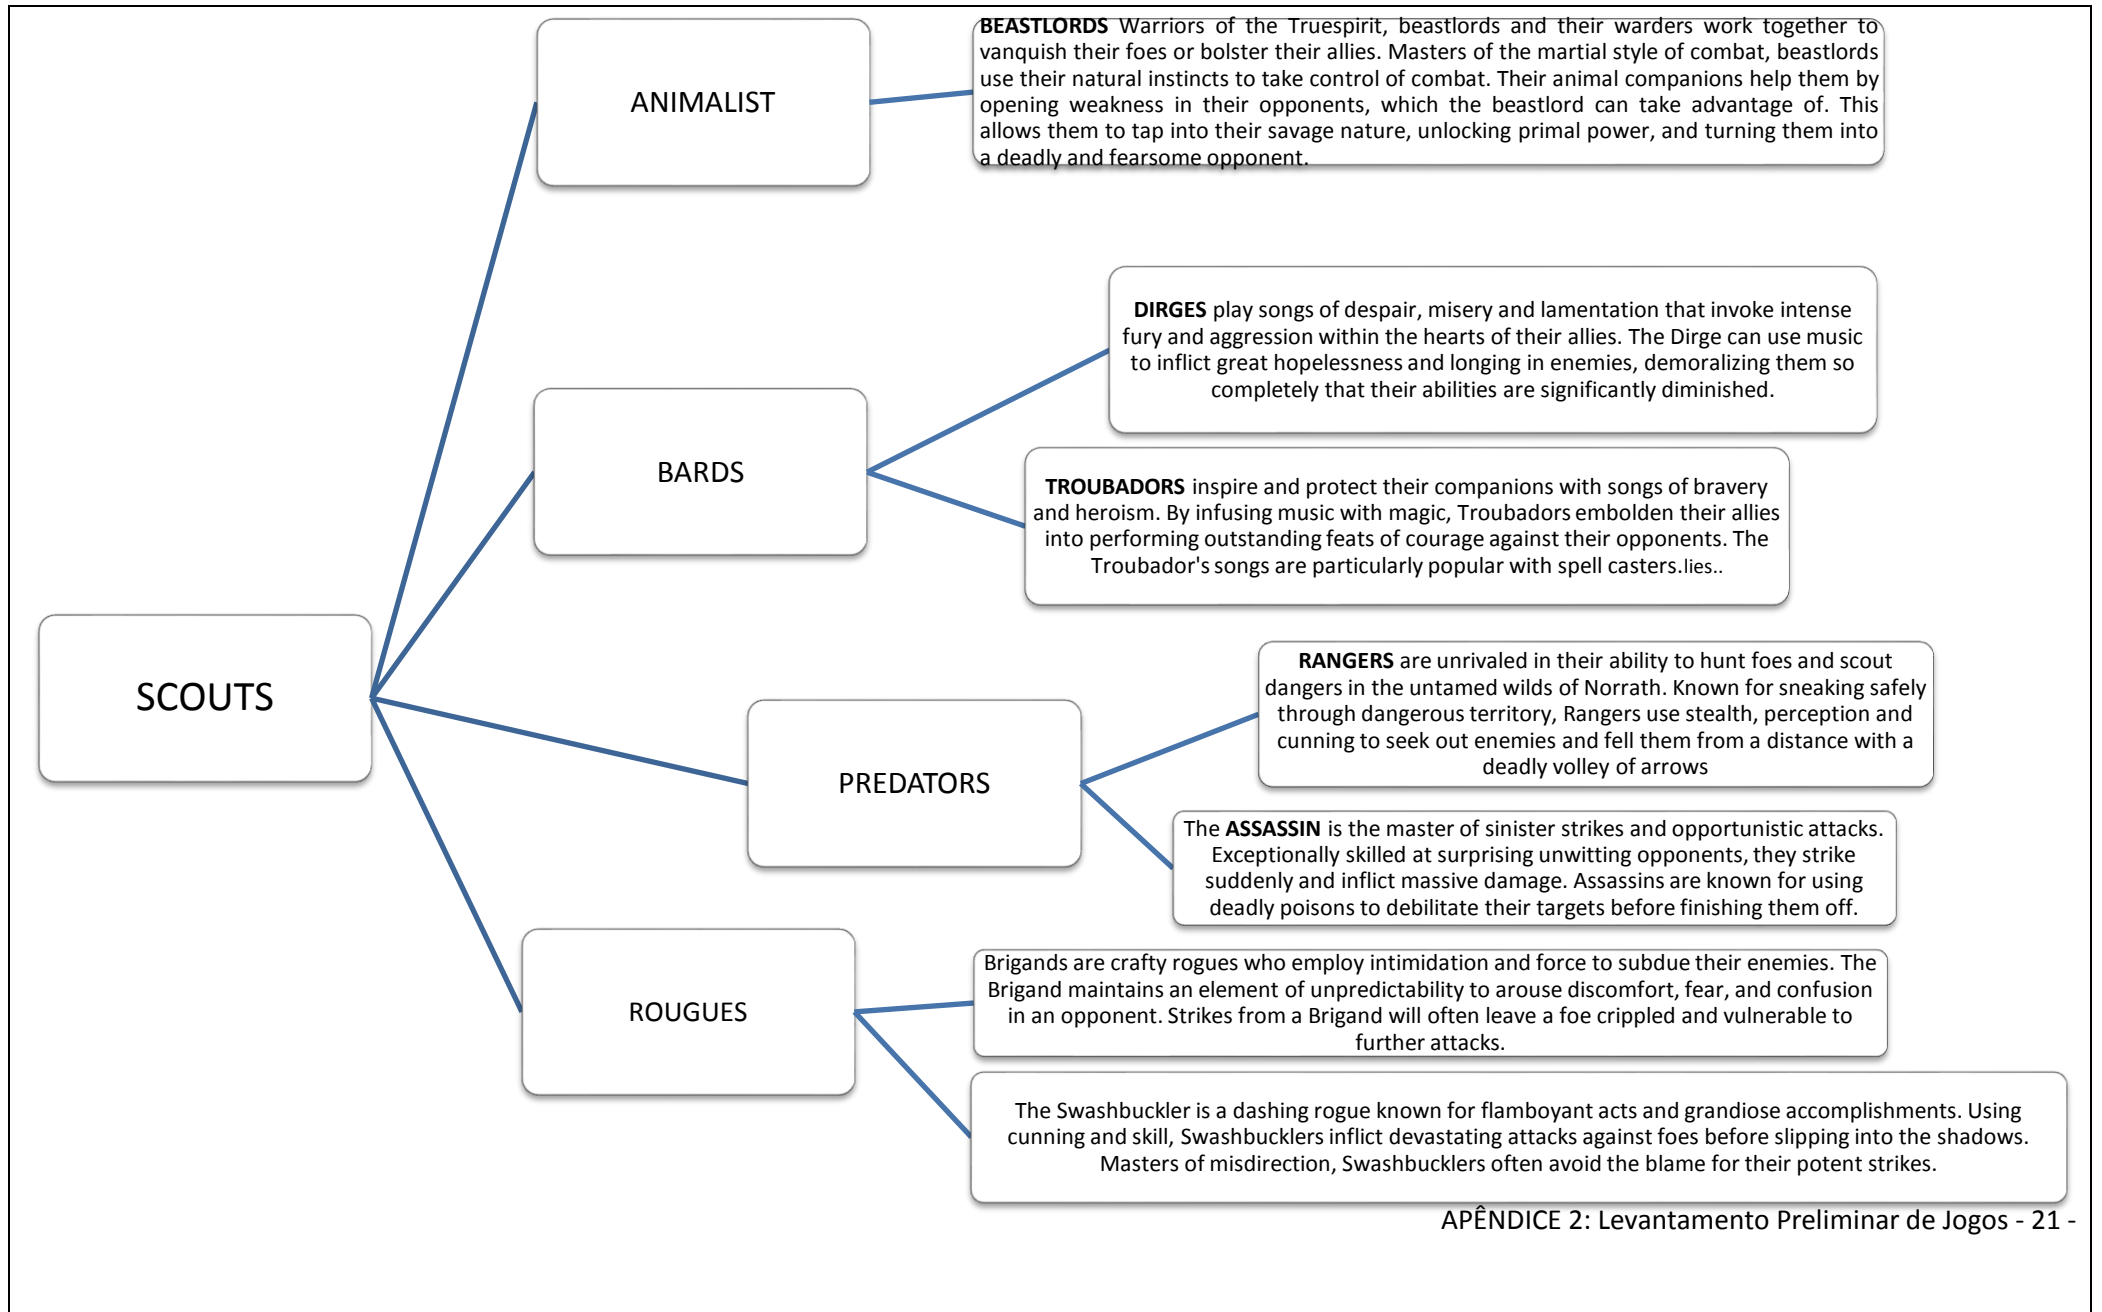 SCOUTS
ANIMALIST
BEASTLORDS Warriors of the Truespirit, beastlords and their warders work together to
vanquish their foes or bolster their allies. Masters of the martial style of combat, beastlords
use their natural instincts to take control of combat. Their animal companions help them by
opening weakness in their opponents, which the beastlord can take advantage of. This
allows them to tap into their savage nature, unlocking primal power, and turning them into
a deadly and fearsome opponent.
BARDS
DIRGES play songs of despair, misery and lamentation that invoke intense
fury and aggression within the hearts of their allies. The Dirge can use music
to inflict great hopelessness and longing in enemies, demoralizing them so
completely that their abilities are significantly diminished.
TROUBADORS inspire and protect their companions with songs of bravery
and heroism. By infusing music with magic, Troubadors embolden their allies
into performing outstanding feats of courage against their opponents. The
Troubador's songs are particularly popular with spell casters.lies..
PREDATORS
RANGERS are unrivaled in their ability to hunt foes and scout
dangers in the untamed wilds of Norrath. Known for sneaking safely
through dangerous territory, Rangers use stealth, perception and
cunning to seek out enemies and fell them from a distance with a
deadly volley of arrows
The ASSASSIN is the master of sinister strikes and opportunistic attacks.
Exceptionally skilled at surprising unwitting opponents, they strike
suddenly and inflict massive damage. Assassins are known for using
deadly poisons to debilitate their targets before finishing them off.
ROUGUES
Brigands are crafty rogues who employ intimidation and force to subdue their enemies. The
Brigand maintains an element of unpredictability to arouse discomfort, fear, and confusion
in an opponent. Strikes from a Brigand will often leave a foe crippled and vulnerable to
further attacks.
The Swashbuckler is a dashing rogue known for flamboyant acts and grandiose accomplishments. Using
cunning and skill, Swashbucklers inflict devastating attacks against foes before slipping into the shadows.
Masters of misdirection, Swashbucklers often avoid the blame for their potent strikes.
APÊNDICE 2: Levantamento Preliminar de Jogos - 21 -